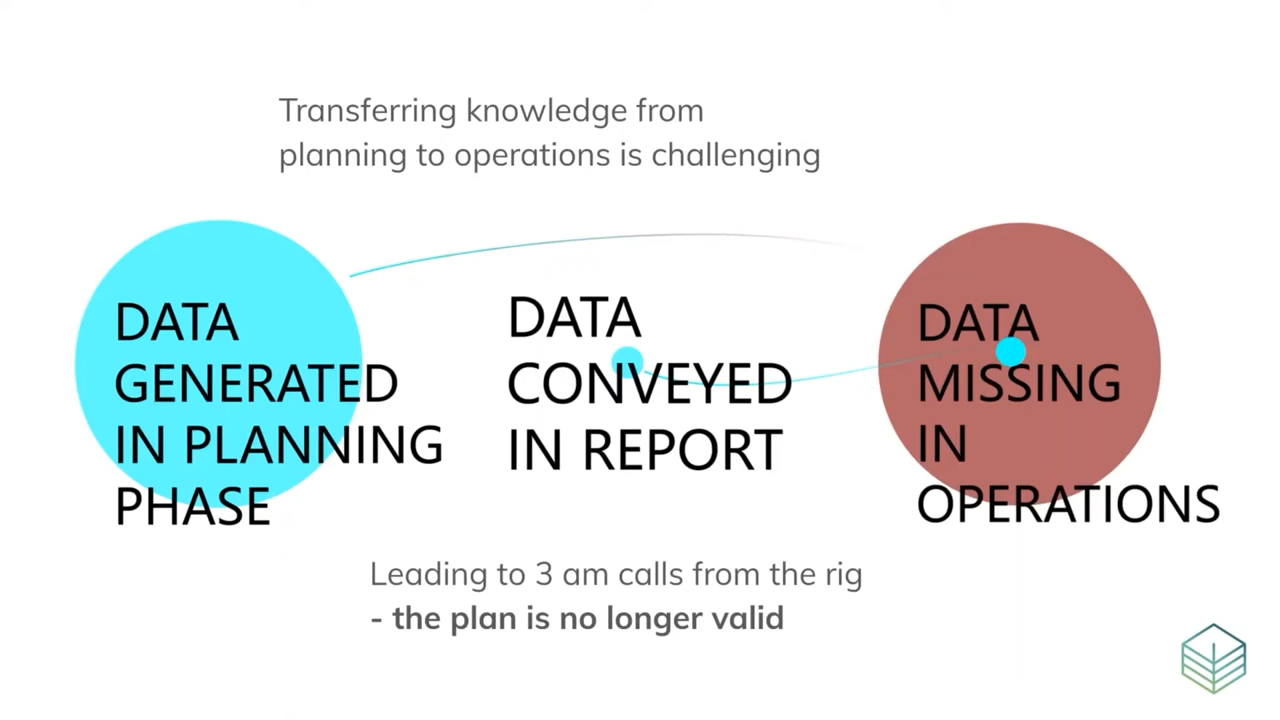 Transferring knowledge from
planning to operations is challenging
DATA
GENERATED
IN PLANNING
PHASE
DATA
CONVEYED
IN REPORT
DATA
MISSING
IN
OPERATIONS
Leading to 3 am calls from the rig
- the plan is no longer valid